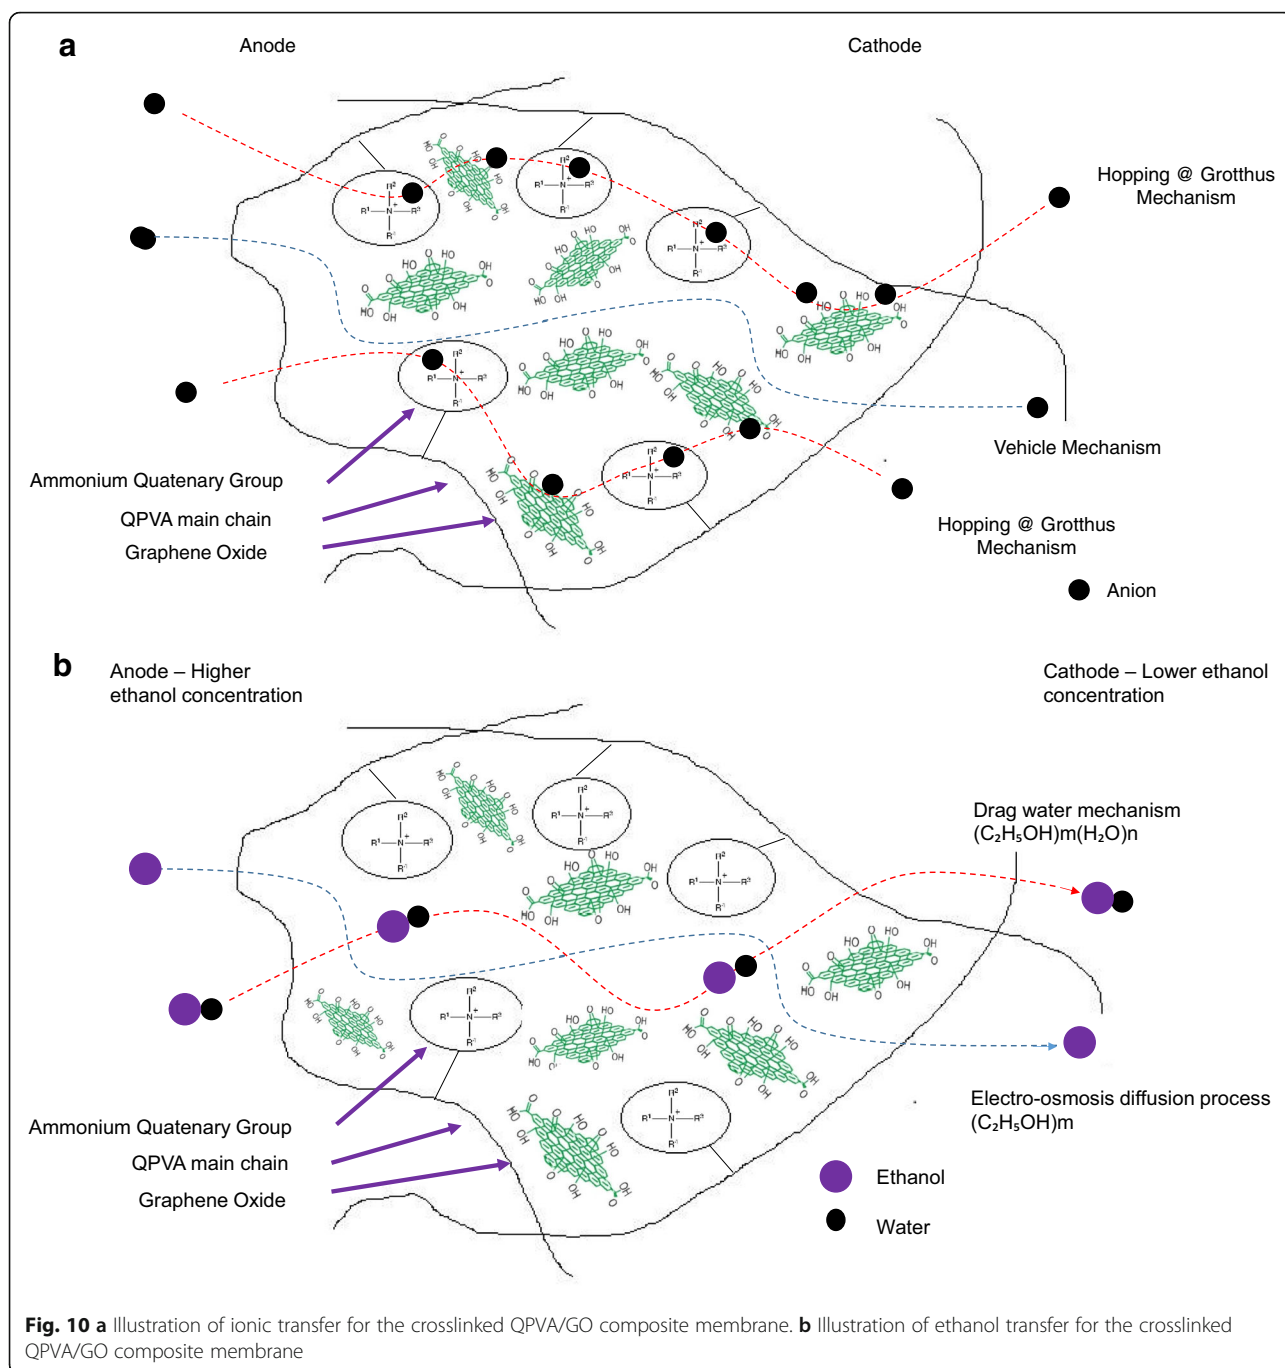 a
Anode
Cathode
Hopping @ Grotthus
Mechanism
Vehicle Mechanism
Hopping @ Grotthus
Mechanism
Ammonium Quaternary Group
QPVA main chain
Graphene Oxide
Anion
b
Anode – Higher
ethanol concentration
Cathode – Lower ethanol
concentration
Drag water mechanism
(C₂H₅OH)m(H₂O)n
Electro-osmosis diffusion process
(C₂H₅OH)m
Ammonium Quaternary Group
QPVA main chain
Graphene Oxide
Ethanol
Water
Fig. 10 a Illustration of ionic transfer for the crosslinked QPVA/GO composite membrane. b Illustration of ethanol transfer for the crosslinked
QPVA/GO composite membrane